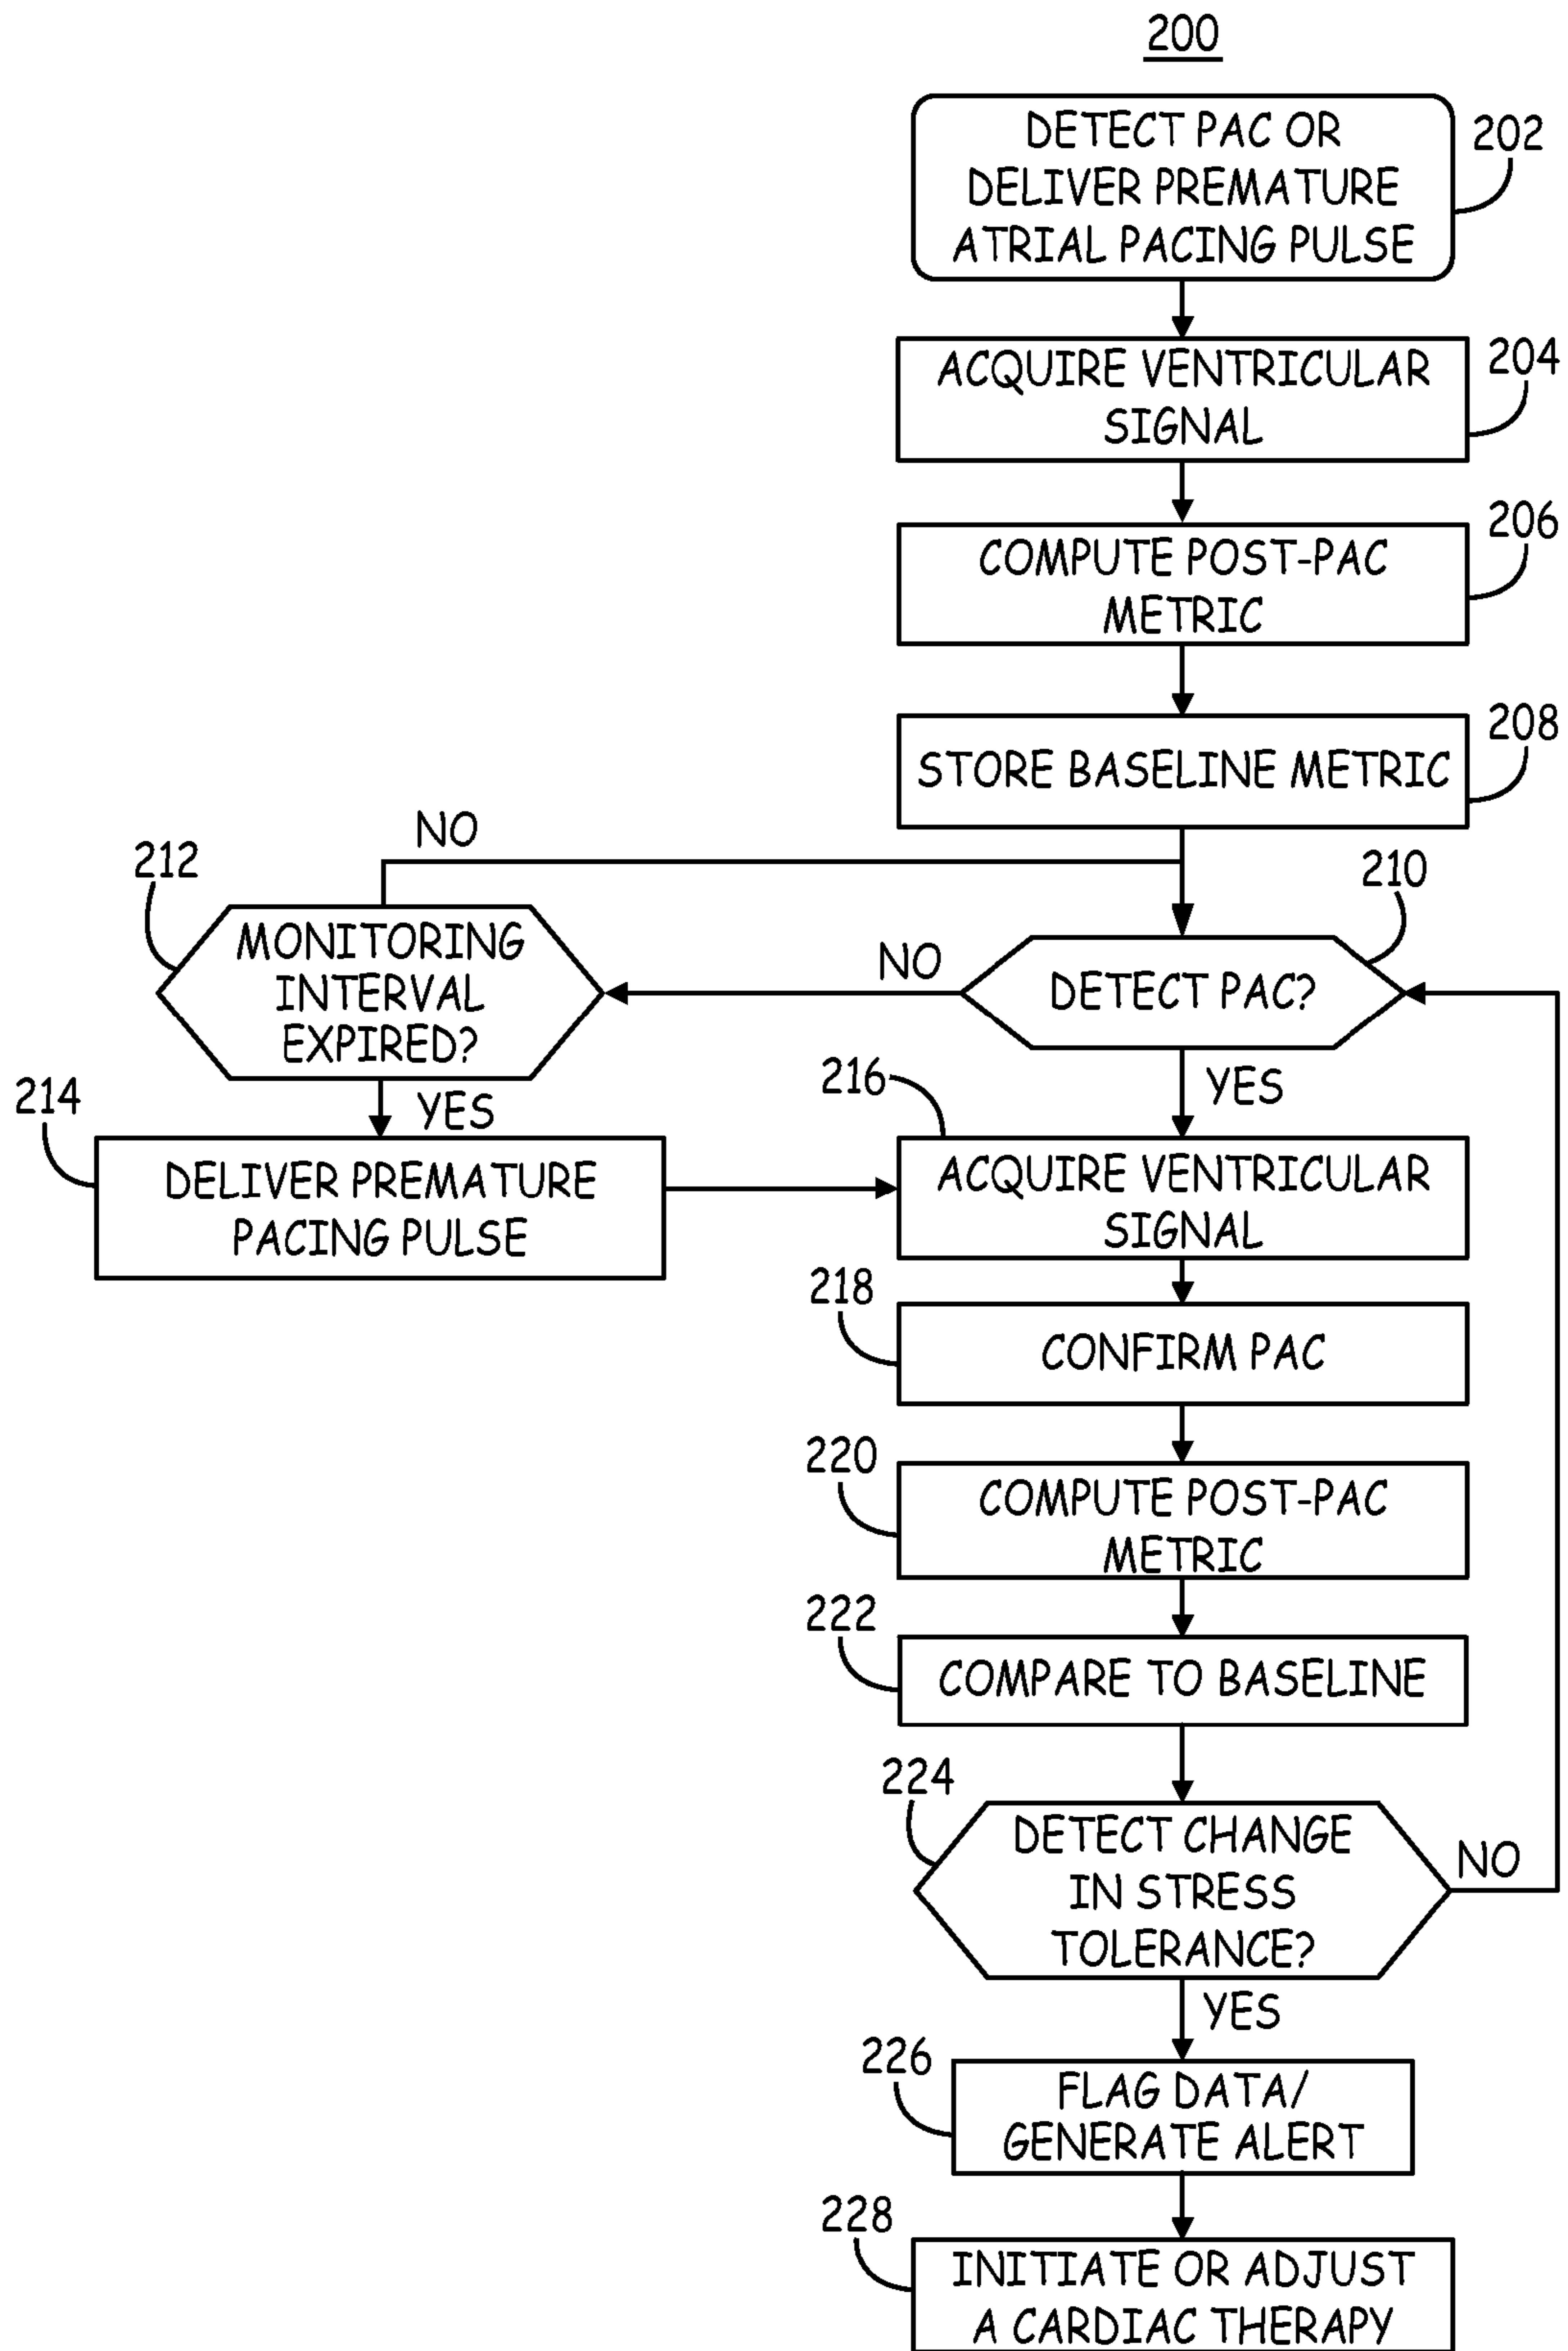 200
DETECT PAC OR
DELIVER PREMATURE
ATRIAL PACING PULSE
202
ACQUIRE VENTRICULAR
SIGNAL
204
COMPUTE POST-PAC
METRIC
206
STORE BASELINE METRIC
208
NO
212
MONITORING
INTERVAL
EXPIRED?
NO
210
DETECT PAC?
YES
214
DELIVER PREMATURE
PACING PULSE
YES
216
ACQUIRE VENTRICULAR
SIGNAL
218
CONFIRM PAC
220
COMPUTE POST-PAC
METRIC
222
COMPARE TO BASELINE
224
DETECT CHANGE
IN STRESS
TOLERANCE?
NO
YES
226
FLAG DATA/
GENERATE ALERT
228
INITIATE OR ADJUST
A CARDIAC THERAPY